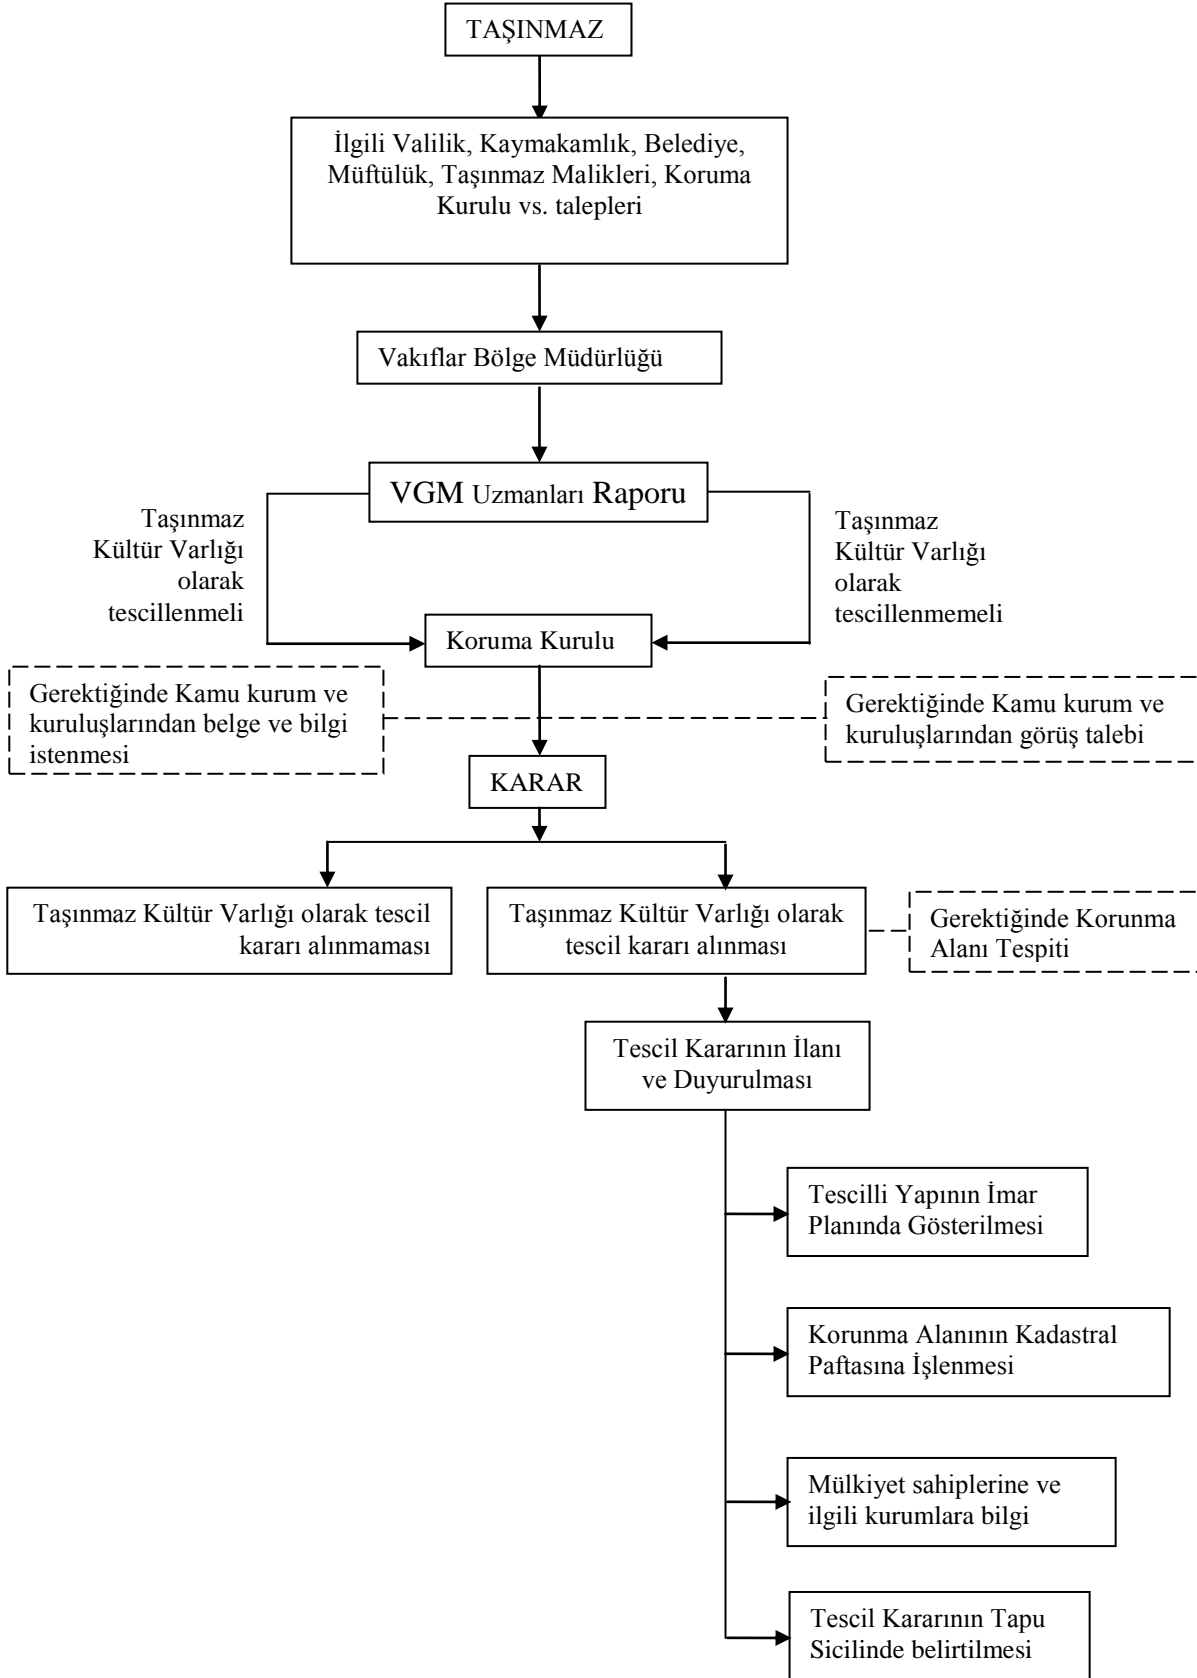 TAŞINMAZ
İlgili Valilik, Kaymakamlık, Belediye,
Müftülük, Taşınmaz Malikleri, Koruma
Kurulu vs. talepleri
Vakıflar Bölge Müdürlüğü
VGM Uzmanları Raporu
Taşınmaz
Kültür Varlığı
olarak
tescillenmeli
Taşınmaz
Kültür Varlığı
olarak
tescillenmemeli
Koruma Kurulu
Gerektiğinde Kamu kurum ve
kuruluşlarından belge ve bilgi
istenmesi
Gerektiğinde Kamu kurum ve
kuruluşlarından görüş talebi
KARAR
Taşınmaz Kültür Varlığı olarak tescil
kararı alınmaması
Taşınmaz Kültür Varlığı olarak
tescil kararı alınması
Gerektiğinde Korunma
Alanı Tespiti
Tescil Kararının İlanı
ve Duyurulması
Tescilli Yapının İmar
Planında Gösterilmesi
Korunma Alanının Kadastral
Paftasına İşlenmesi
Mülkiyet sahiplerine ve
ilgili kurumlara bilgi
Tescil Kararının Tapu
Sicilinde belirtilmesi